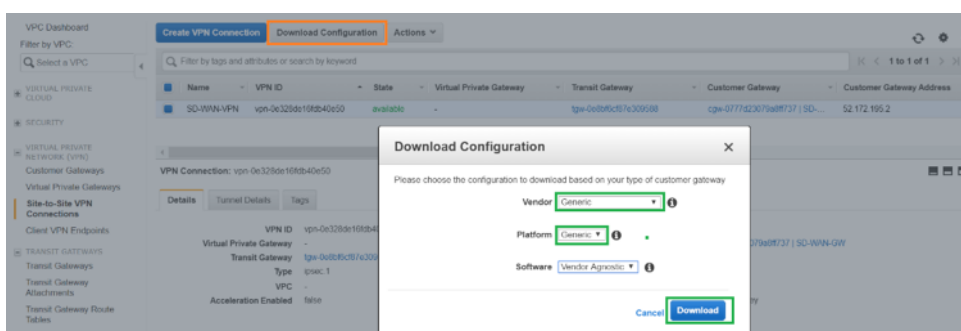 VPC Dashboard
Filter by VPC:
Select a VPC
VIRTUAL PRIVATE
CLOUD
SECURITY
VIRTUAL PRIVATE
NETWORK (VPN)
Customer Gateways
Virtual Private Gateways
Site-to-Site VPN
Connections
Client VPN Endpoints
TRANSIT GATEWAYS
Transit Gateways
Transit Gateway
Attachments
Transit Gateway Route
Tables
Create VPN Connection Download Configuration Actions
Filter by tags and attributes or search by keyword
1 to 1 of 1
Name VPN ID State Virtual Private Gateway Transit Gateway Customer Gateway Customer Gateway Address
SD-WAN-VPN available - 52.172.195.2
VPN Connection:
Details Tunnel Details Tags
VPN ID
Virtual Private Gateway -
Transit Gateway
Type ipsec.1
VPC -
Acceleration Enabled false
| SD-WAN-GW
Download Configuration
Please choose the configuration to download based on your type of customer gateway
Vendor Generic
Platform Generic
Software Vendor Agnostic
Cancel Download